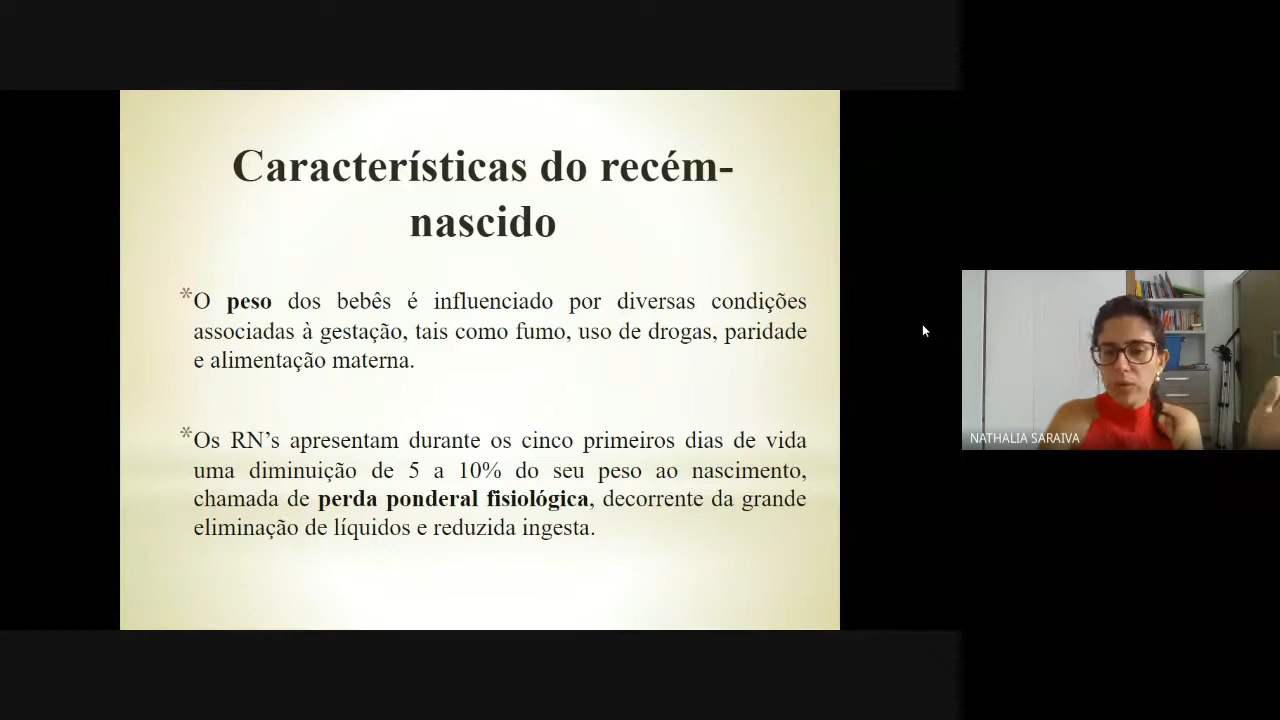 Características do recém-
nascido
*O peso dos bebês é influenciado por diversas condições
associadas à gestação, tais como fumo, uso de drogas, paridade
e alimentação materna.
*Os RN’s apresentam durante os cinco primeiros dias de vida
uma diminuição de 5 a 10% do seu peso ao nascimento,
chamada de perda ponderal fisiológica, decorrente da grande
eliminação de líquidos e reduzida ingesta.
NATHALIA SARAIVA